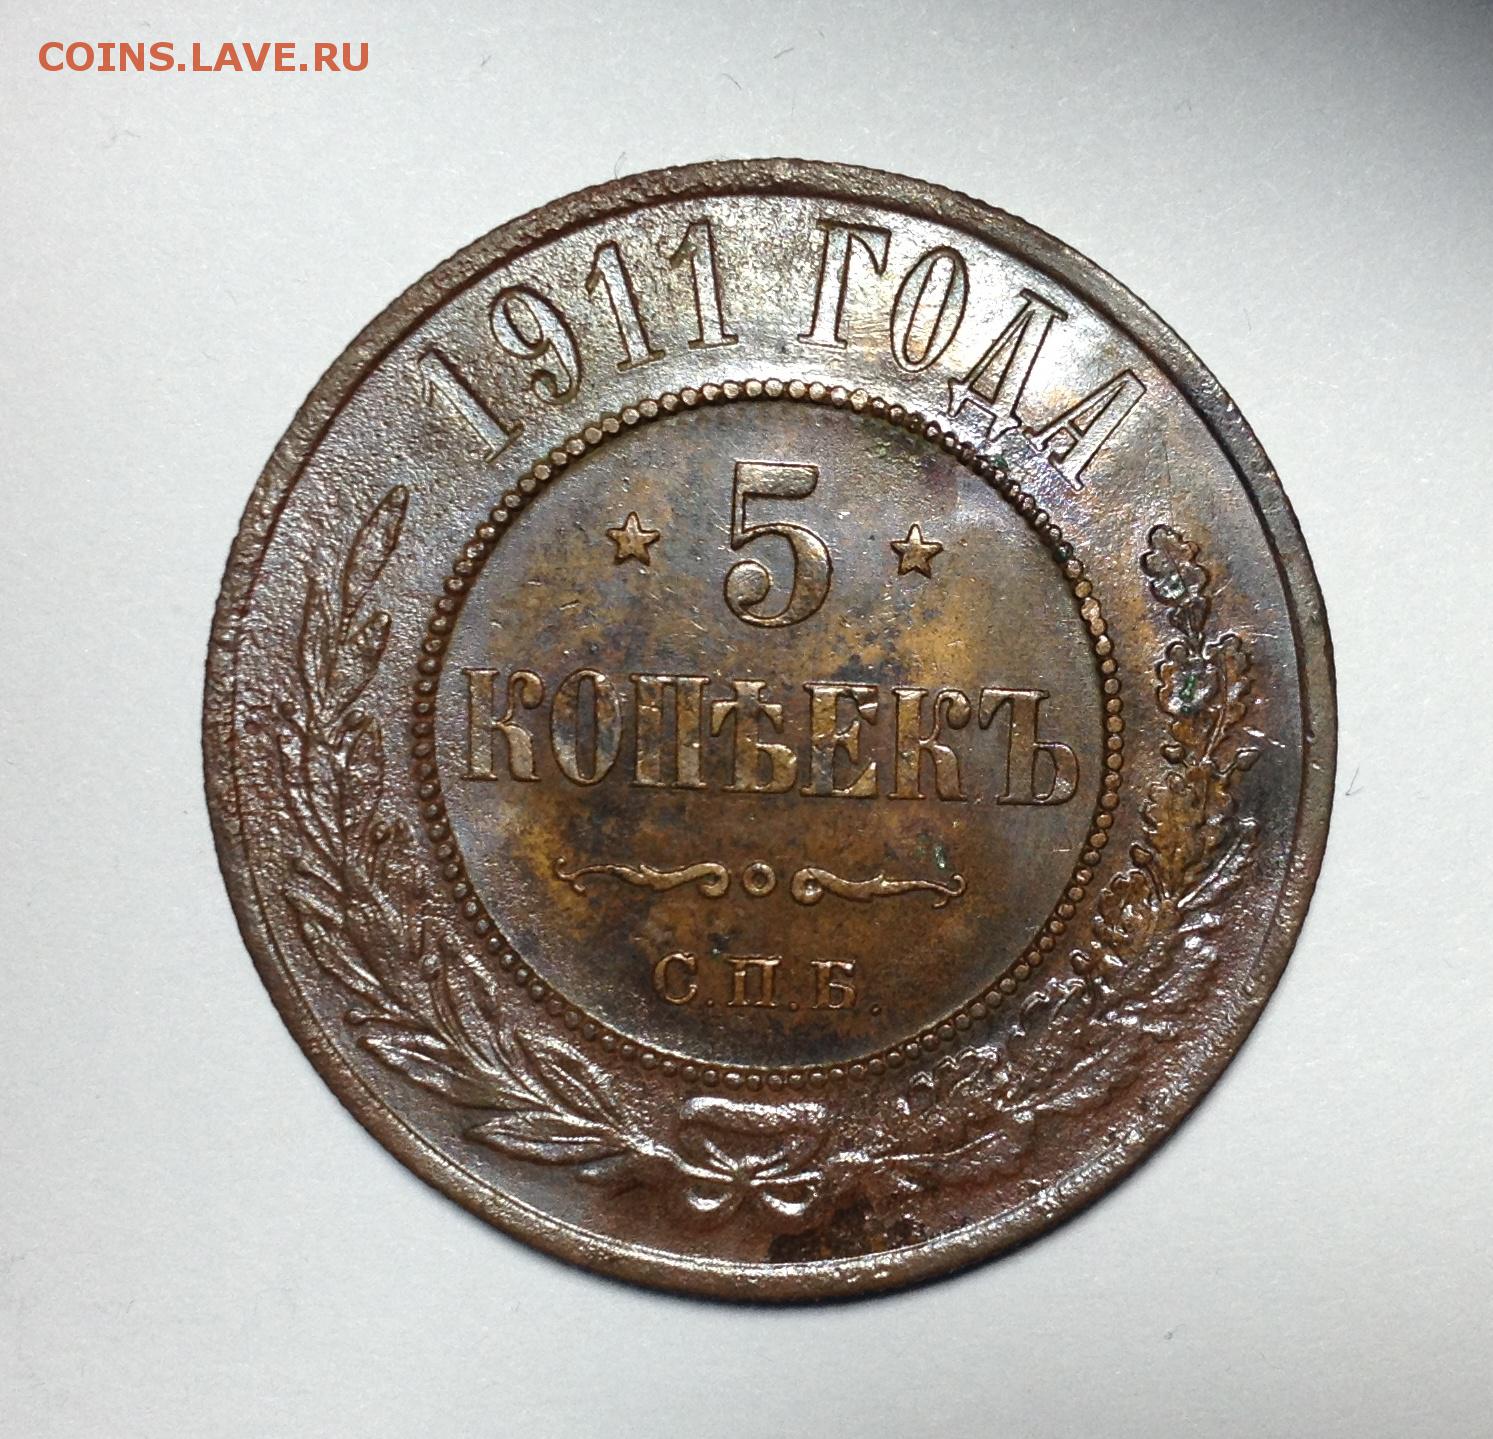 COINS.LAVE.RU
1911 ГОДА
5
КОПѢЕКЪ
С.П.Б.